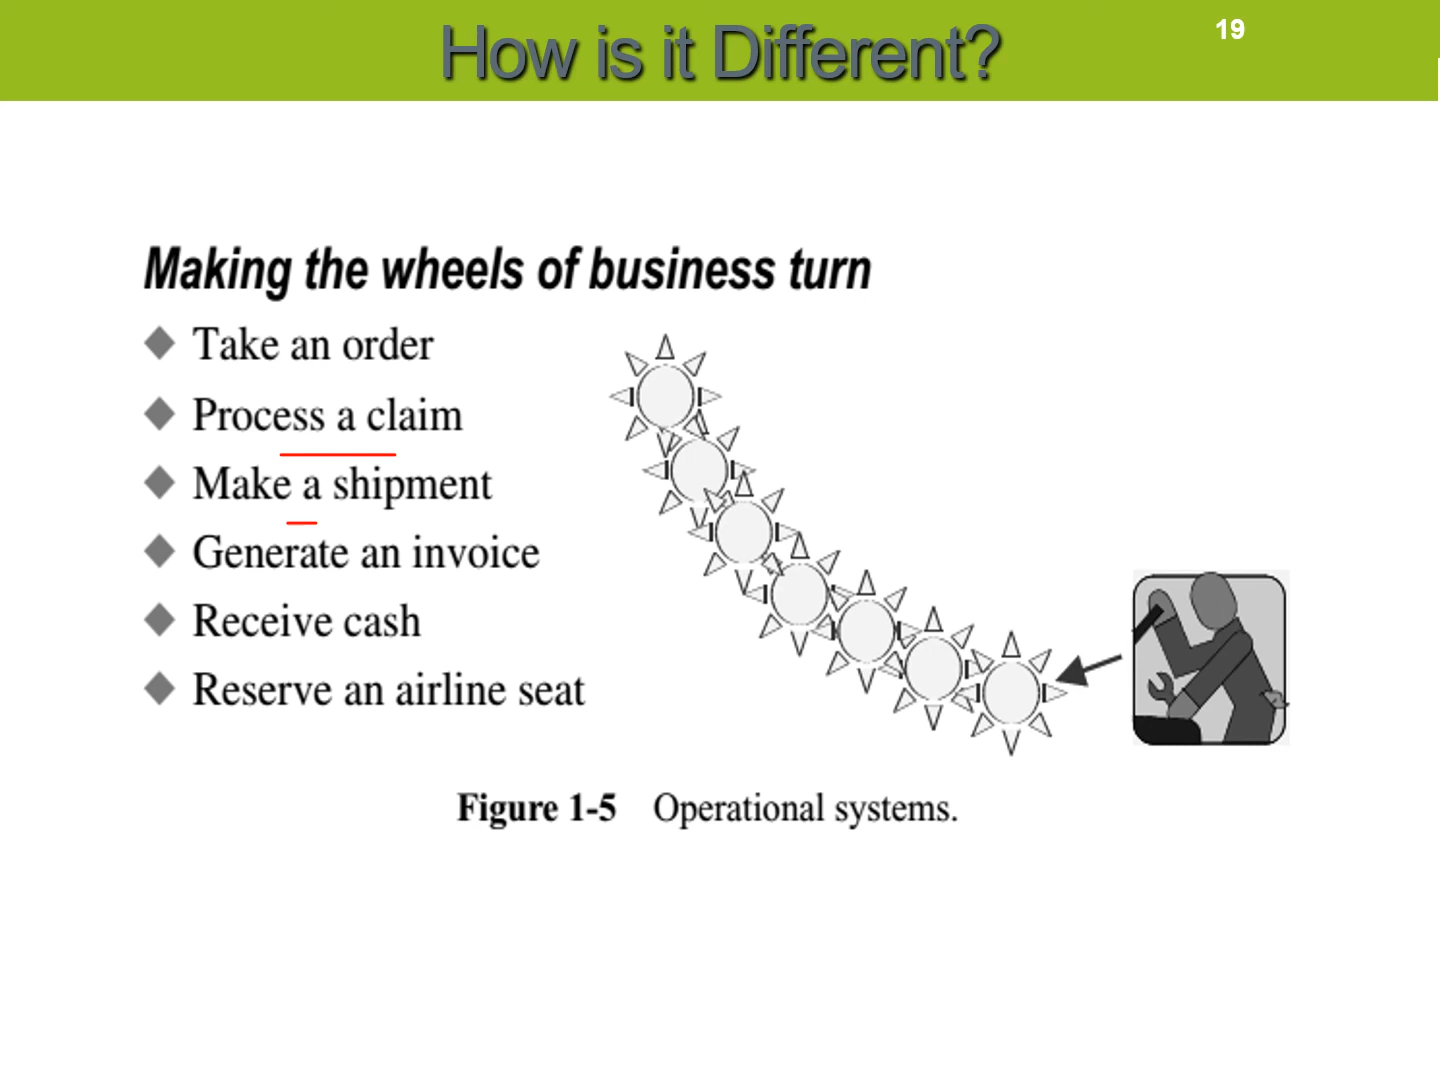 How is it Different?
19
Making the wheels of business turn
Take an order
Process a claim
Make a shipment
Generate an invoice
Receive cash
Reserve an airline seat
Figure 1-5 Operational systems.